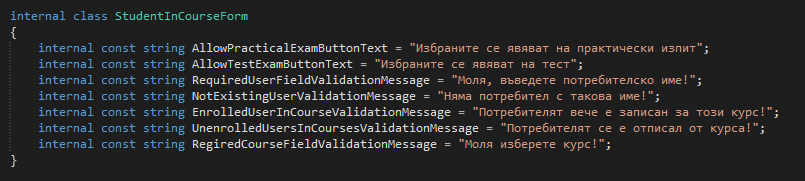 internal class StudentInCourseForm
{
internal const string AllowPracticalExamButtonText = "Избраните се явяват на практически изпит";
internal const string AllowTestExamButtonText = "Избраните се явяват на тест";
internal const string RequiredUserFieldValidationMessage = "Моля, въведете потребителско име!";
internal const string NotExistingUserValidationMessage = "Няма потребител с такова име!";
internal const string EnrolledUserInCourseValidationMessage = "Потребителят вече е записан за този курс!";
internal const string UnenrolledUsersInCoursesValidationMessage = "Потребителят се е отписал от курса!";
internal const string RegiredCourseFieldValidationMessage = "Моля изберете курс!";
}